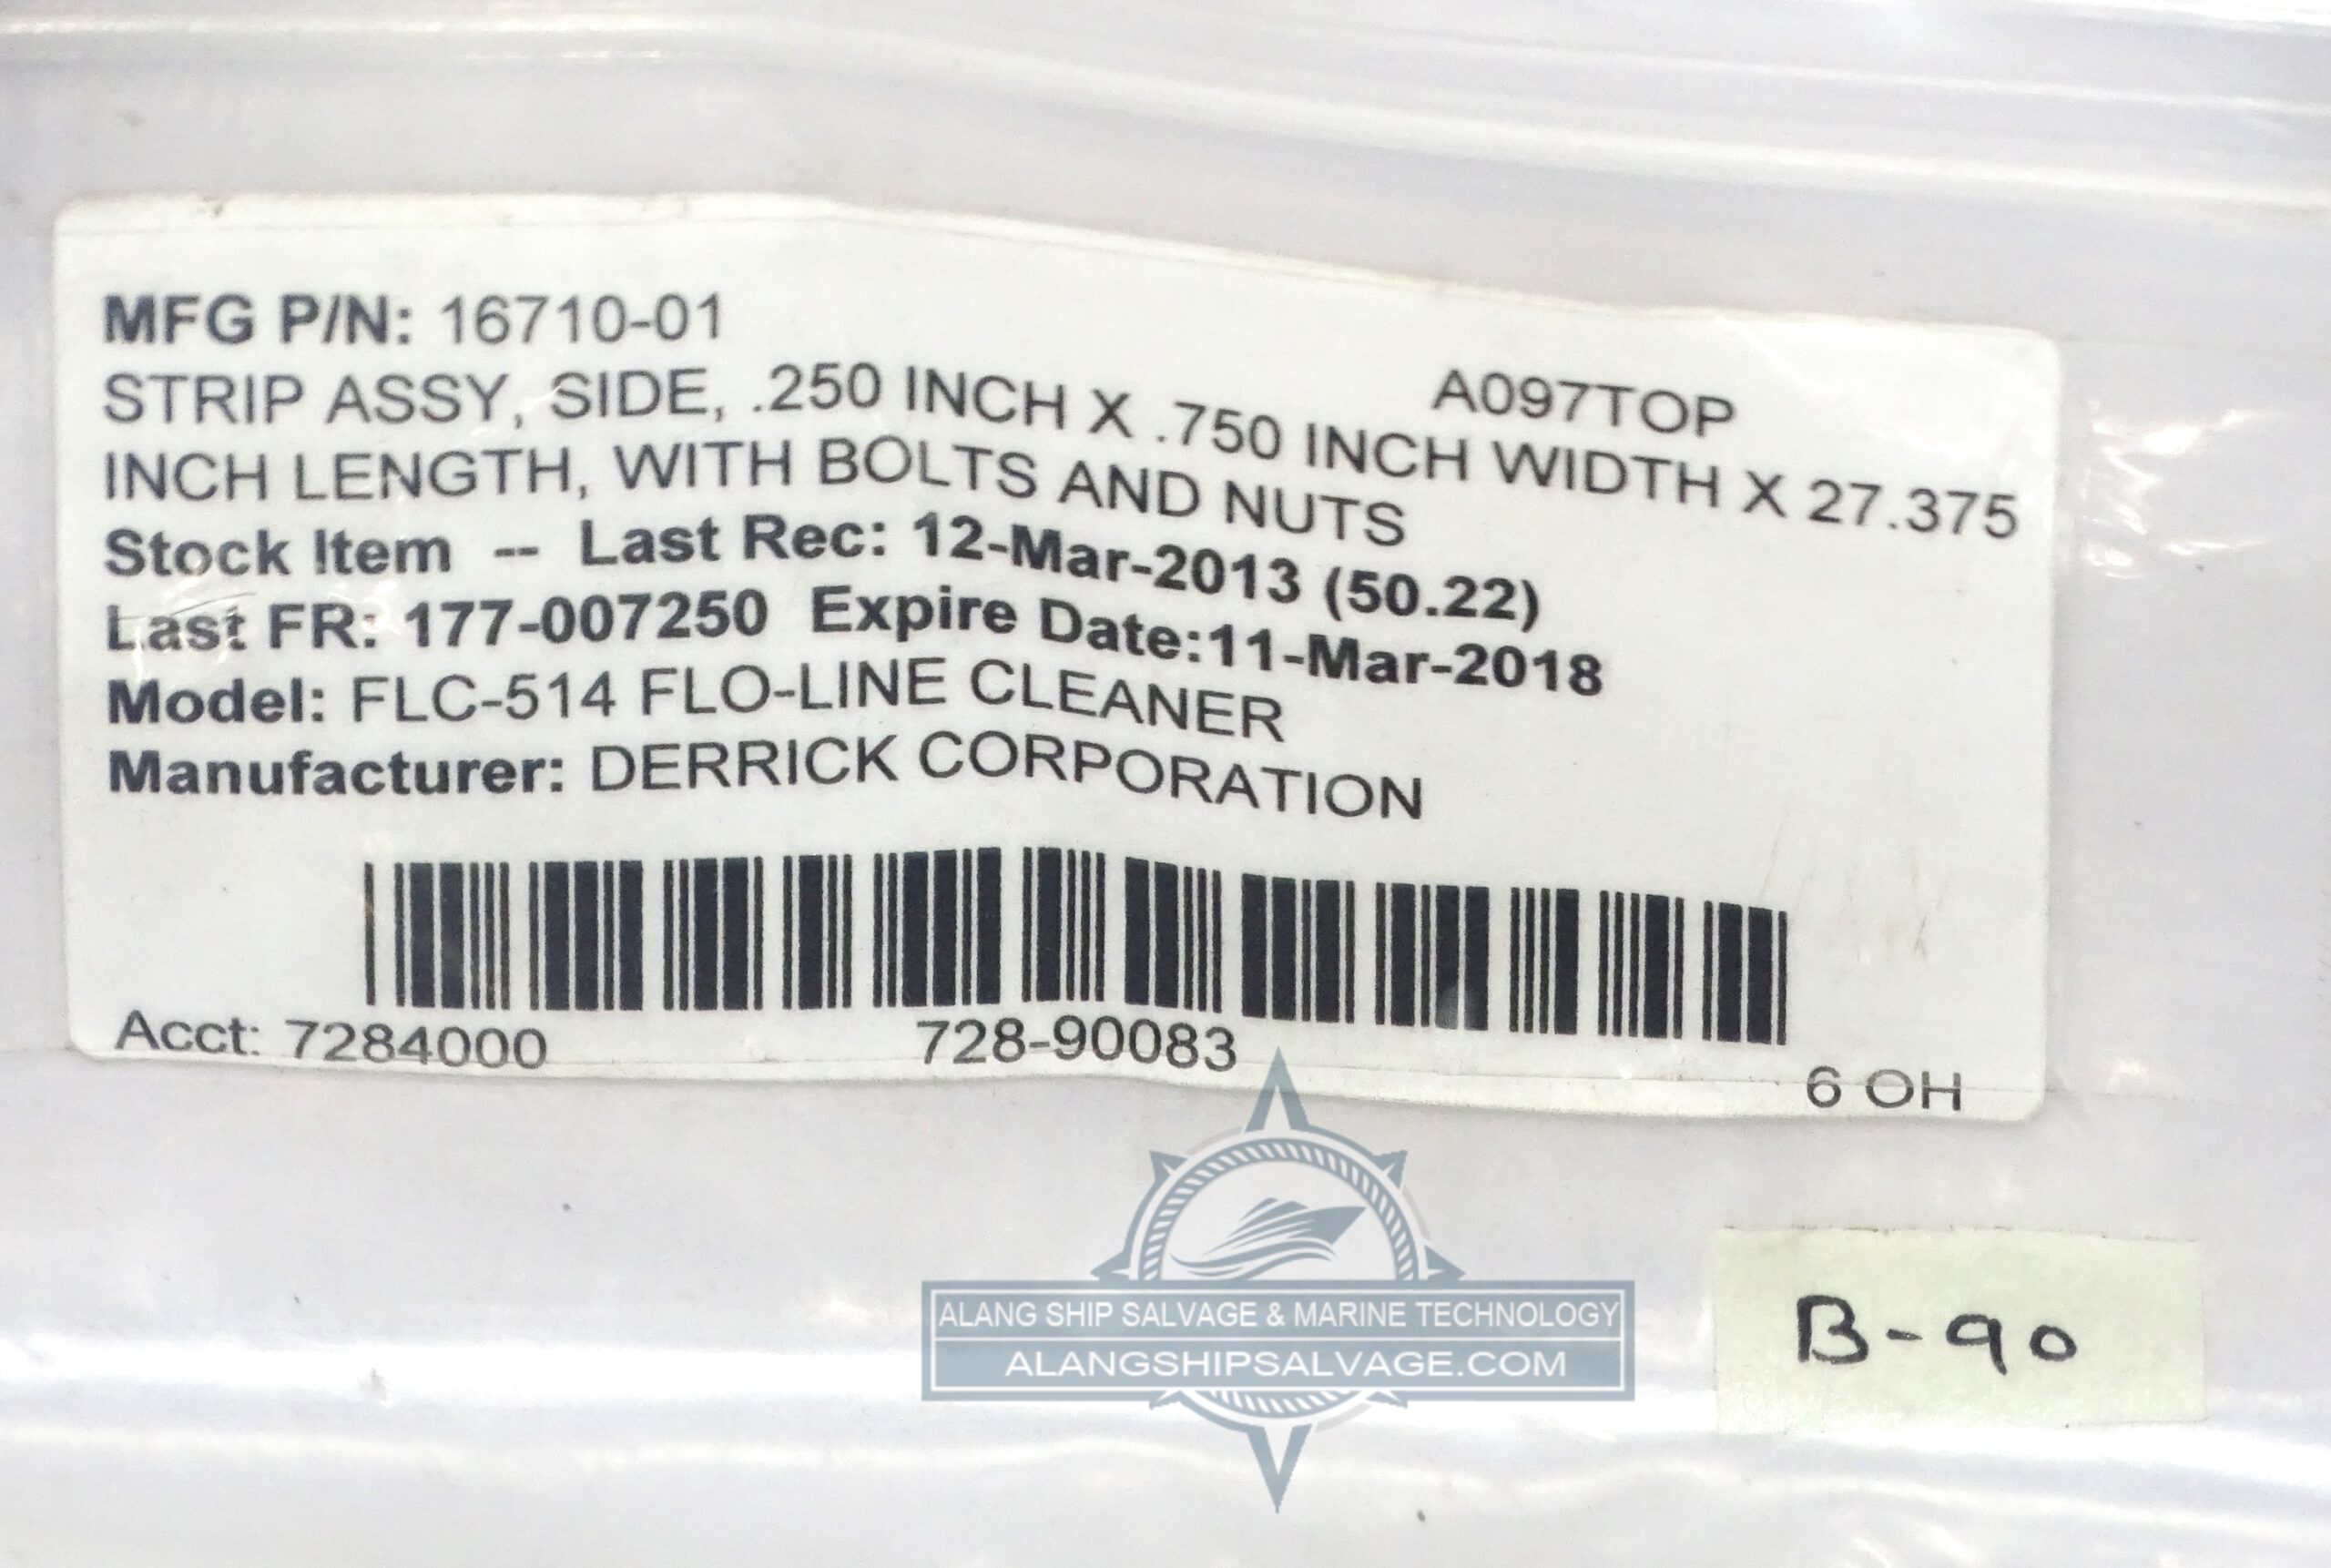 MFG P/N: 16710-01
A097TOP
STRIP ASSY, SIDE, .250 INCH X .750 INCH WIDTH X 27.375
INCH LENGTH, WITH BOLTS AND NUTS
Stock Item -- Last Rec: 12-Mar-2013 (50.22)
Last FR: 177-007250 Expire Date:11-Mar-2018
Model: FLC-514 FLO-LINE CLEANER
Manufacturer: DERRICK CORPORATION
Acct: 7284000 728-90083 6 OH
ALANG SHIP SALVAGE & MARINE TECHNOLOGY
ALANGSHIPSALVAGE.COM
B-90